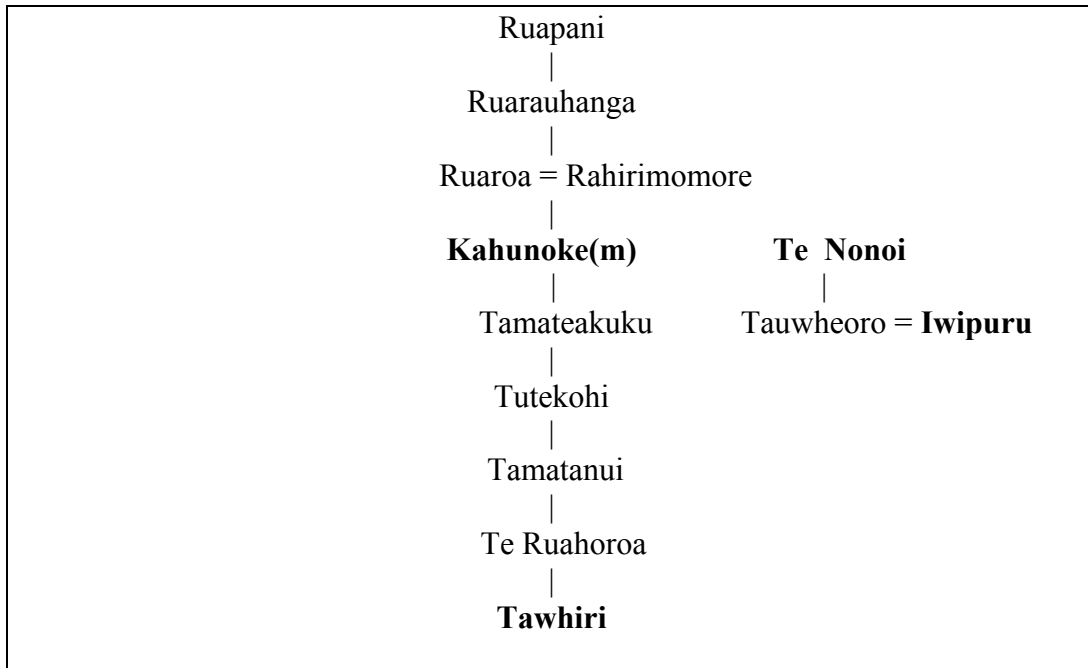 Ruapani
Ruarauhanga
Ruaroa = Rahirimomore
Kahunoke(m) Te Nonoi
Tamateakuku Tauwheoro = Iwipuru
Tutekohi
Tamatanui
Te Ruahoroa
Tawhiri